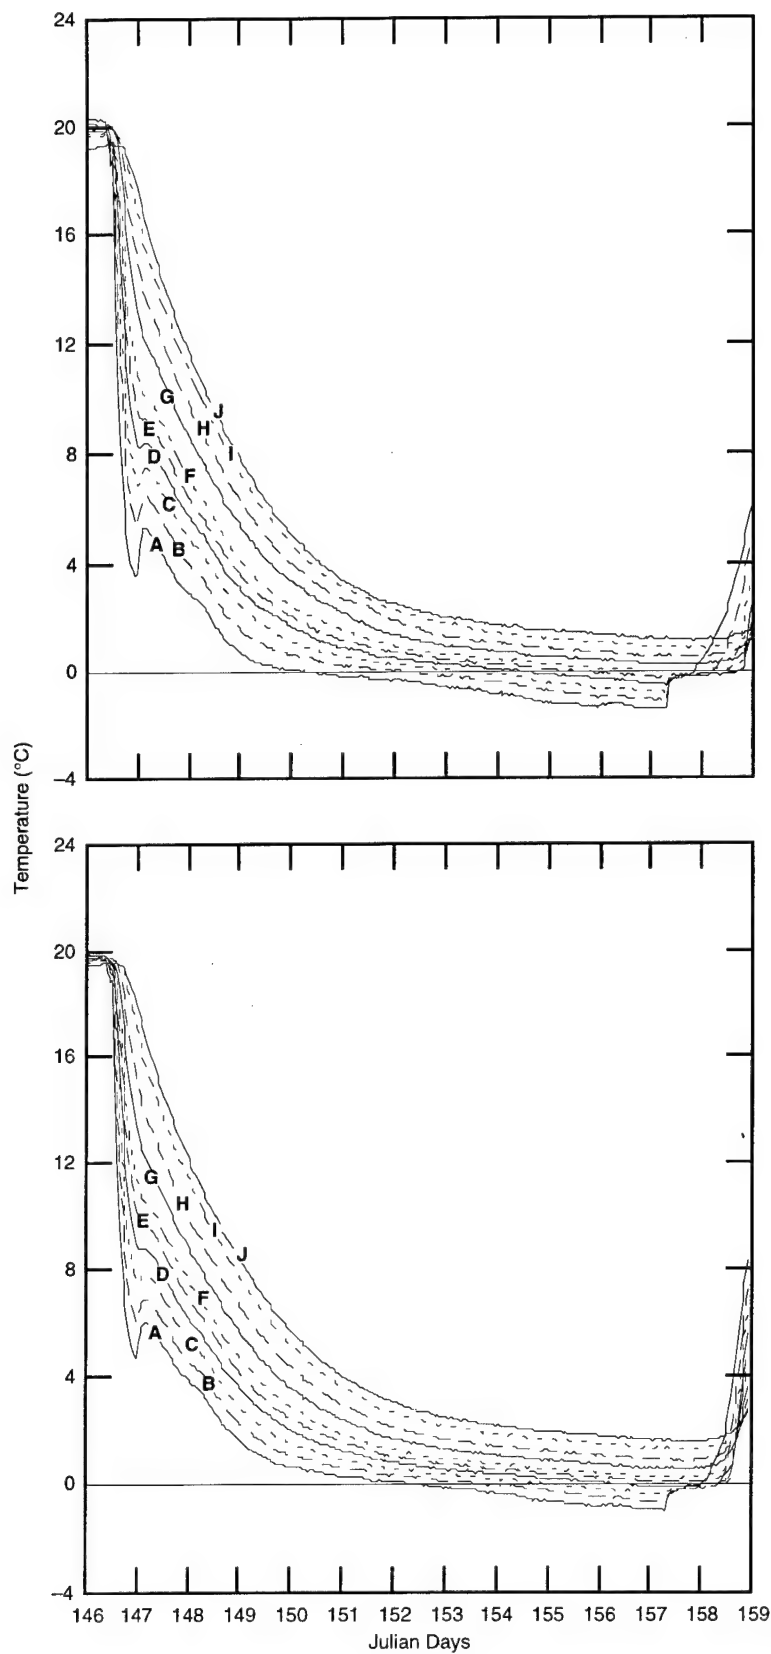 24
20
16
12
8
4
0
−4
G
J
E
H
D
I
F
C
A
B
Temperature (°C)
24
20
16
12
8
4
0
−4
G
H
E
I
J
D
F
A
C
B
146 147 148 149 150 151 152 153 154 155 156 157 158 159
Julian Days